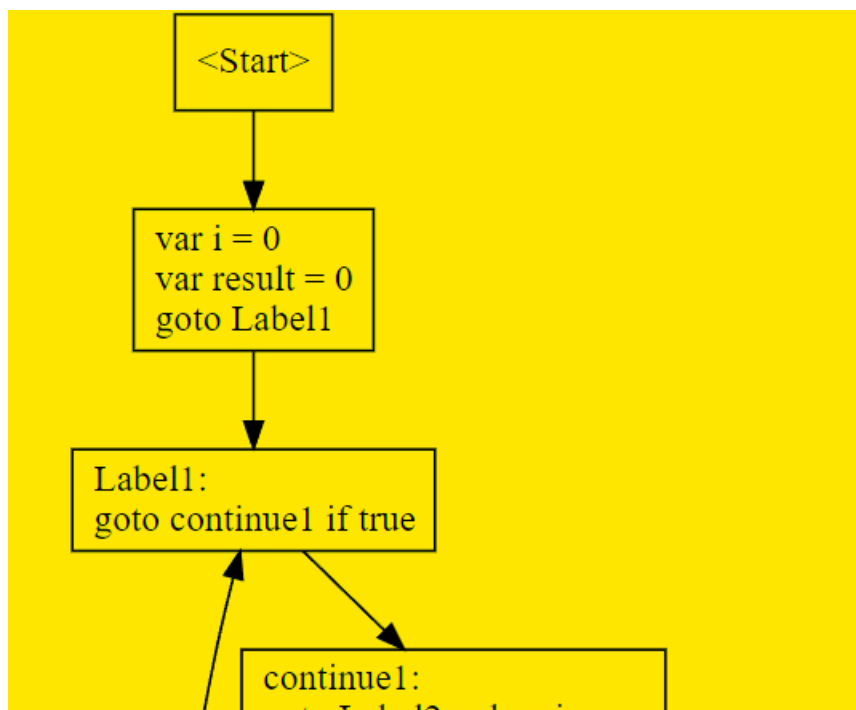 <Start>
var i = 0
var result = 0
goto Label1
Label1:
goto continue1 if true
continue1: